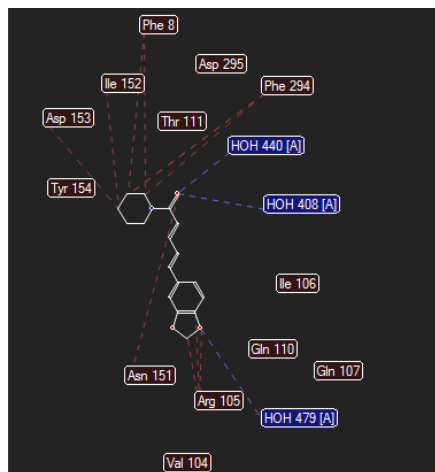 Phe 8
Asp 295
Ile 152
Phe 294
Asp 153
Thr 111
HOH 440 [A]
Tyr 154
HOH 408 [A]
Ile 106
Gln 110
Gln 107
Asn 151
Arg 105
HOH 479 [A]
Val 104